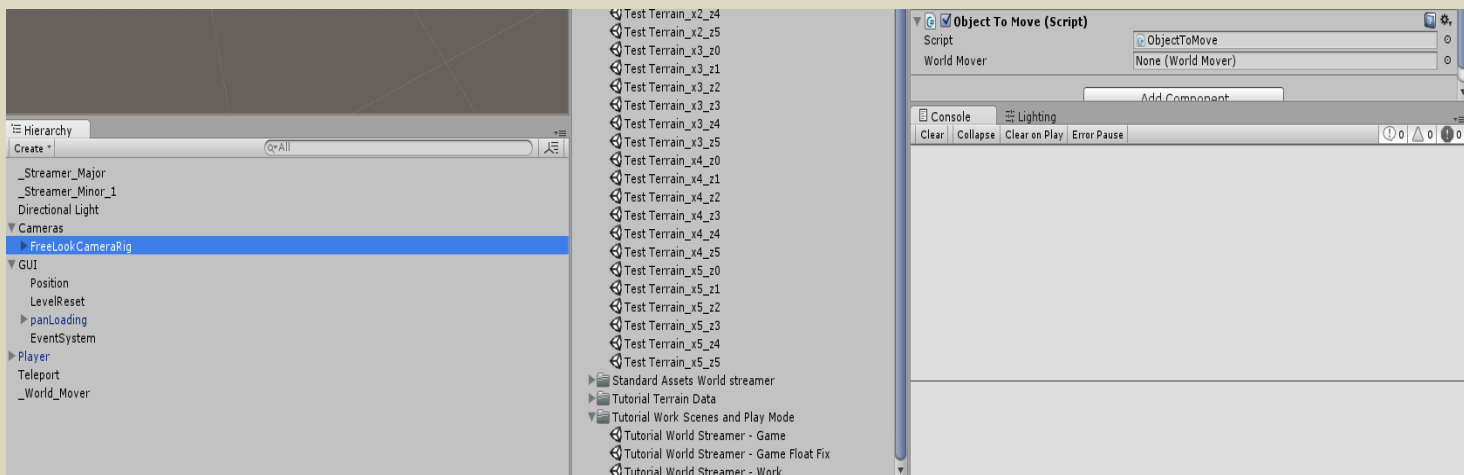 Hierarchy
Create
All
_Streamer_Major
_Streamer_Minor_1
Directional Light
Cameras
FreeLookCameraRig
GUI
Position
LevelReset
panLoading
EventSystem
Player
Teleport
_World_Mover
Test Terrain_x2_z4
Test Terrain_x2_z5
Test Terrain_x3_z0
Test Terrain_x3_z1
Test Terrain_x3_z2
Test Terrain_x3_z3
Test Terrain_x3_z4
Test Terrain_x3_z5
Test Terrain_x4_z0
Test Terrain_x4_z1
Test Terrain_x4_z2
Test Terrain_x4_z3
Test Terrain_x4_z4
Test Terrain_x4_z5
Test Terrain_x5_z0
Test Terrain_x5_z1
Test Terrain_x5_z2
Test Terrain_x5_z3
Test Terrain_x5_z4
Test Terrain_x5_z5
Standard Assets World streamer
Tutorial Terrain Data
Tutorial Work Scenes and Play Mode
Tutorial World Streamer - Game
Tutorial World Streamer - Game Float Fix
Tutorial World Streamer - Work
Object To Move (Script)
Script ObjectToMove
World Mover None (World Mover)
Add Component
Console Lighting
Clear Collapse Clear on Play Error Pause 0 0 0